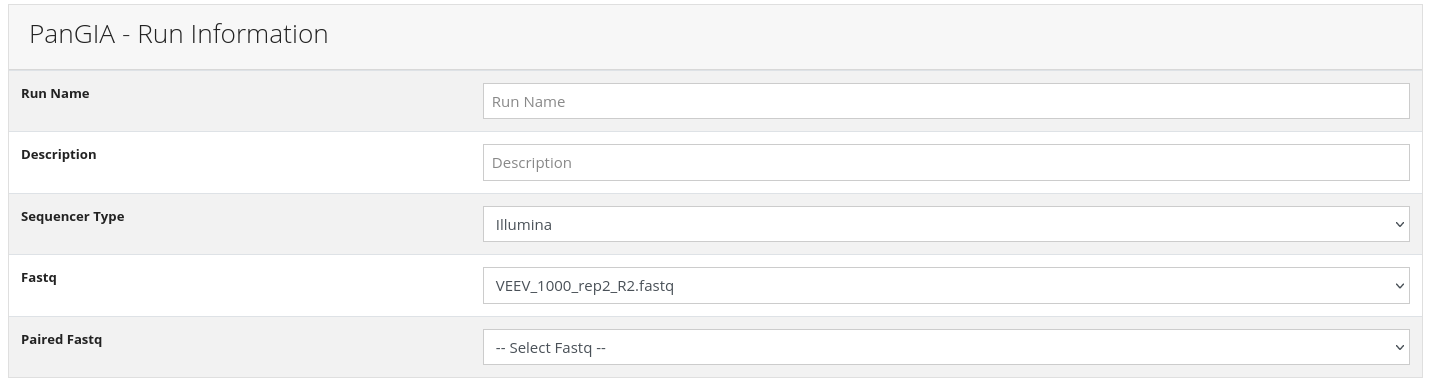 PanGIA - Run Information
Run Name
Run Name
Description
Description
Sequencer Type
Illumina
Fastq
VEEV_1000_rep2_R2.fastq
Paired Fastq
-- Select Fastq --